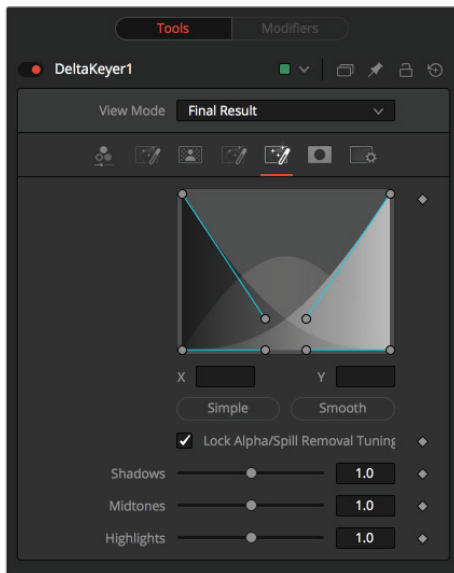 Tools Modifiers
DeltaKeyer1
View Mode Final Result
X Y
Simple Smooth
Lock Alpha/Spill Removal Tuning
Shadows 1.0
Midtones 1.0
Highlights 1.0